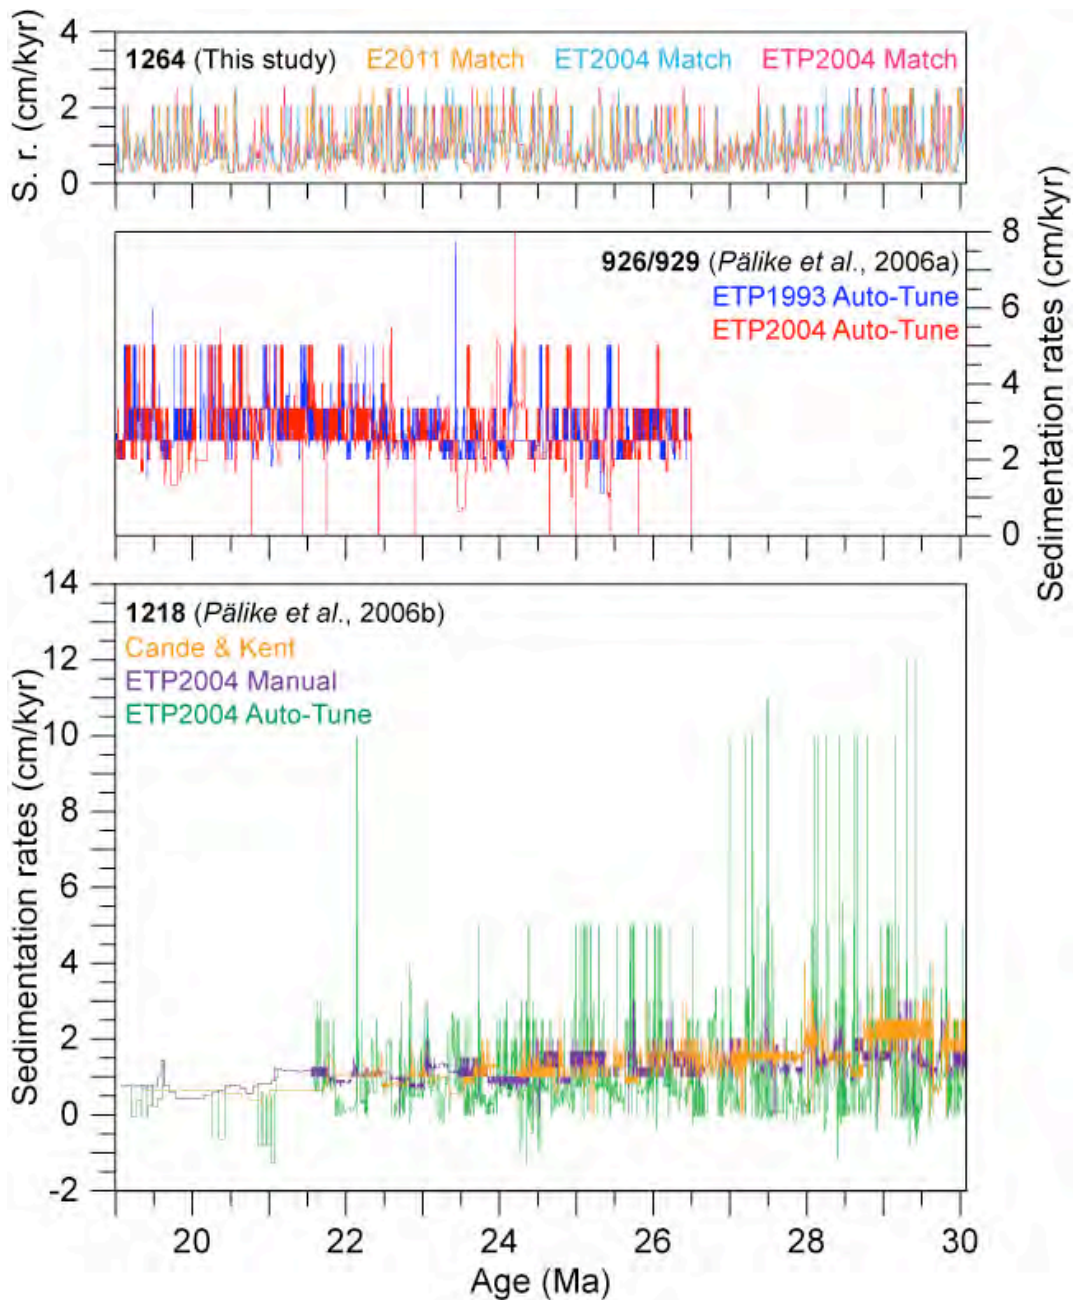 4
1264 (This study) E2011 Match ET2004 Match ETP2004 Match
2
0
S. r. (cm/kyr)
8
926/929 (Pälike et al., 2006a)
ETP1993 Auto-Tune
6
ETP2004 Auto-Tune
4
2
0
Sedimentation rates (cm/kyr)
14
1218 (Pälike et al., 2006b)
Cande & Kent
12
ETP2004 Manual
ETP2004 Auto-Tune
10
8
6
4
2
0
-2
Sedimentation rates (cm/kyr)
20 22 24 26 28 30
Age (Ma)